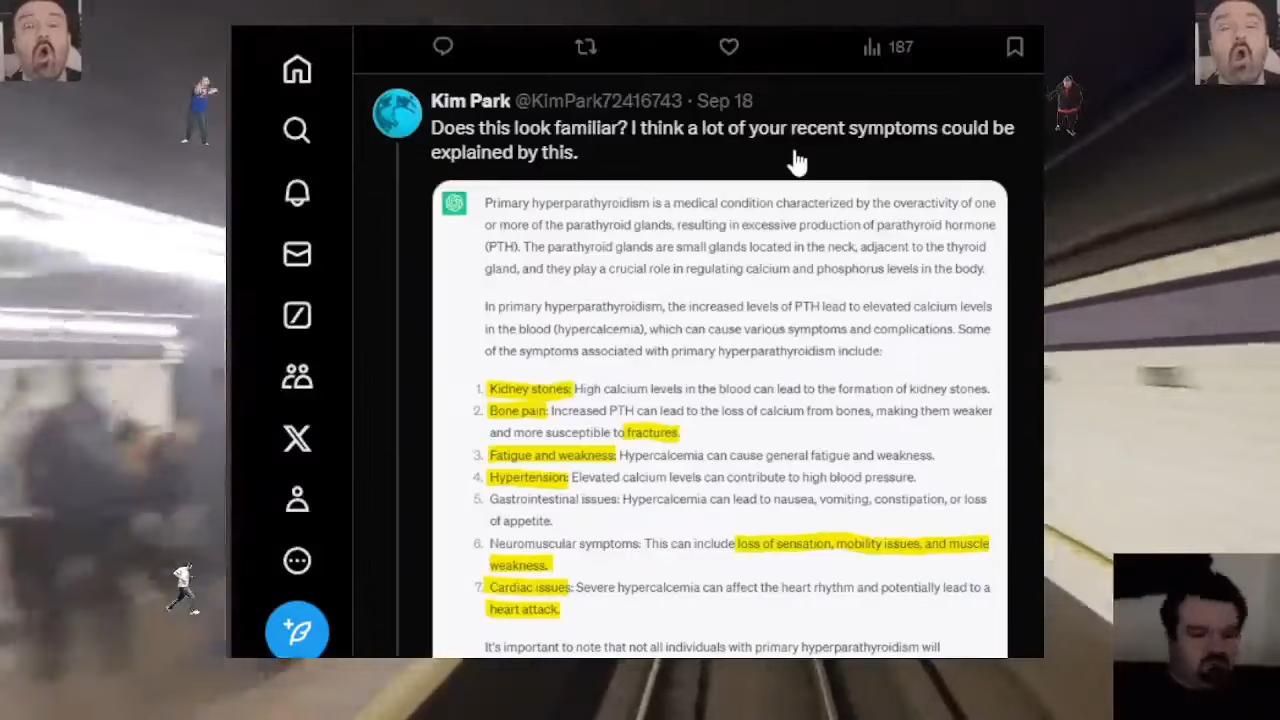 187
Kim Park @KimPark72416743 · Sep 18
Does this look familiar? I think a lot of your recent symptoms could be
explained by this.
Primary hyperparathyroidism is a medical condition characterized by the overactivity of one
or more of the parathyroid glands, resulting in excessive production of parathyroid hormone
(PTH). The parathyroid glands are small glands located in the neck, adjacent to the thyroid
gland, and they play a crucial role in regulating calcium and phosphorus levels in the body.
In primary hyperparathyroidism, the increased levels of PTH lead to elevated calcium levels
in the blood (hypercalcemia), which can cause various symptoms and complications. Some
of the symptoms associated with primary hyperparathyroidism include:
1. Kidney stones: High calcium levels in the blood can lead to the formation of kidney stones.
2. Bone pain: Increased PTH can lead to the loss of calcium from bones, making them weaker
and more susceptible to fractures.
3. Fatigue and weakness: Hypercalcemia can cause general fatigue and weakness.
4. Hypertension: Elevated calcium levels can contribute to high blood pressure.
5. Gastrointestinal issues: Hypercalcemia can lead to nausea, vomiting, constipation, or loss
of appetite.
6. Neuromuscular symptoms: This can include loss of sensation, mobility issues, and muscle
weakness.
7. Cardiac issues: Severe hypercalcemia can affect the heart rhythm and potentially lead to a
heart attack.
It's important to note that not all individuals with primary hyperparathyroidism will